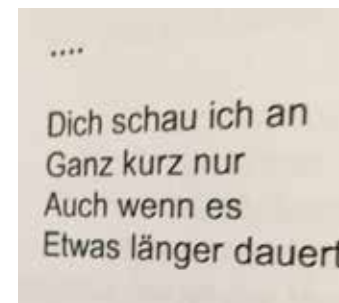 ....
Dich schau ich an
Ganz kurz nur
Auch wenn es
Etwas länger dauert